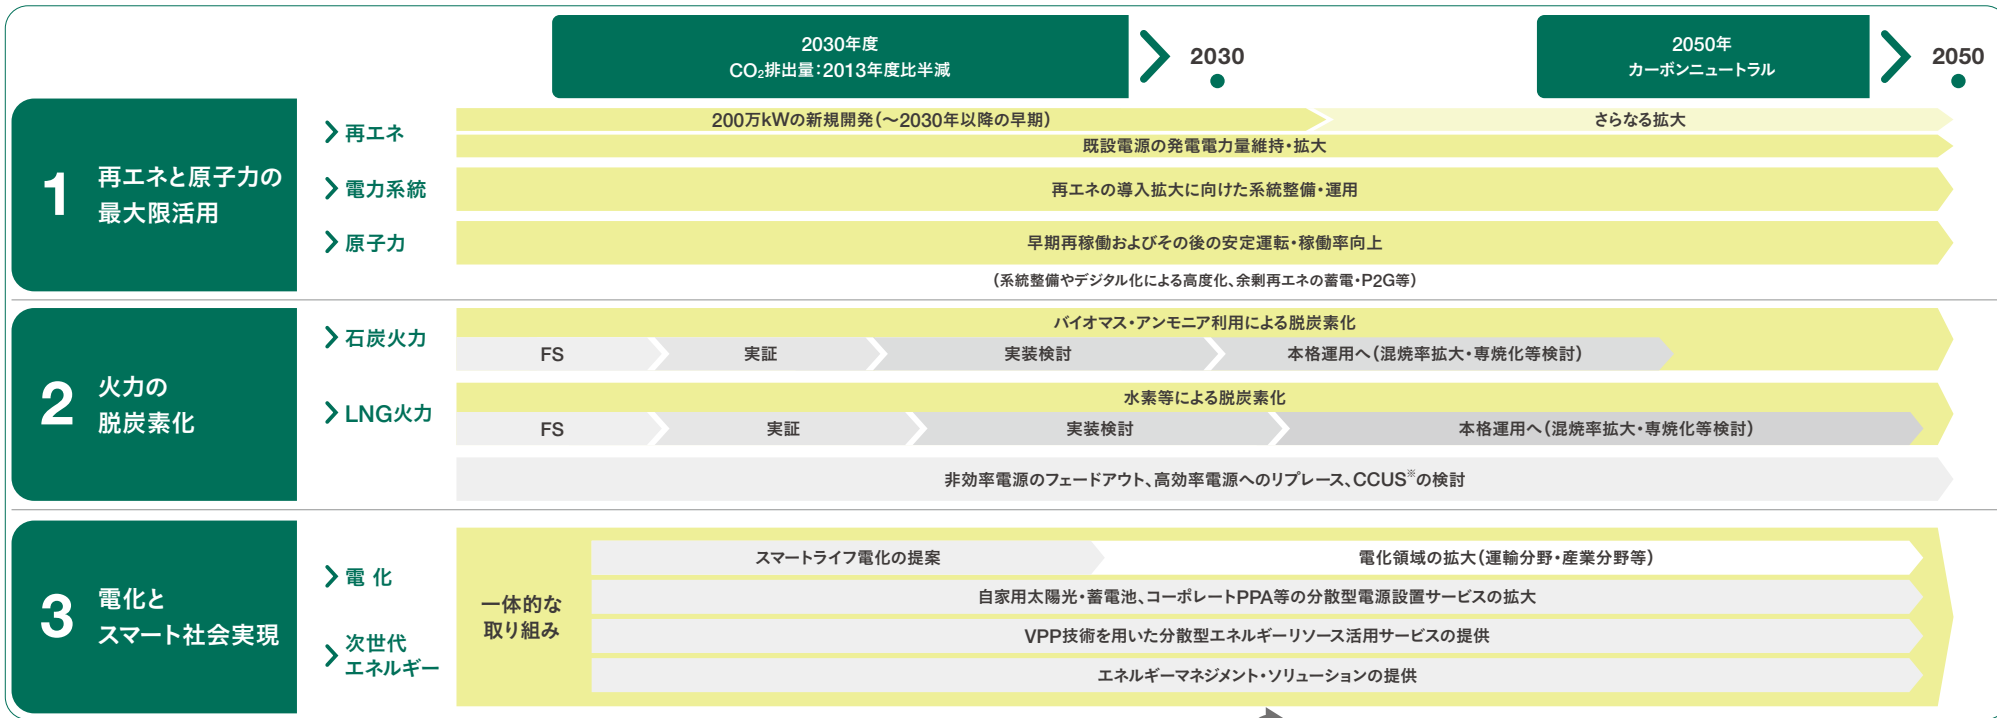 2030年度
CO₂排出量:2013年度比半減
2030
2050年
カーボンニュートラル
2050
1
再エネと原子力の
最大限活用
再エネ
200万kWの新規開発(〜2030年以降の早期)
さらなる拡大
既設電源の発電電力量維持・拡大
電力系統
再エネの導入拡大に向けた系統整備・運用
原子力
早期再稼働およびその後の安定運転・稼働率向上
(系統整備やデジタル化による高度化、余剰再エネの蓄電・P2G等)
2
火力の
脱炭素化
石炭火力
バイオマス・アンモニア利用による脱炭素化
FS
実証
実装検討
本格運用へ(混焼率拡大・専焼化等検討)
LNG火力
水素等による脱炭素化
FS
実証
実装検討
本格運用へ(混焼率拡大・専焼化等検討)
非効率電源のフェードアウト、高効率電源へのリプレース、CCUS※の検討
3
電化と
スマート社会実現
電 化
次世代
エネルギー
一体的な
取り組み
スマートライフ電化の提案
電化領域の拡大(運輸分野・産業分野等)
自家用太陽光・蓄電池、コーポレートPPA等の分散型電源設置サービスの拡大
VPP技術を用いた分散型エネルギーリソース活用サービスの提供
エネルギーマネジメント・ソリューションの提供